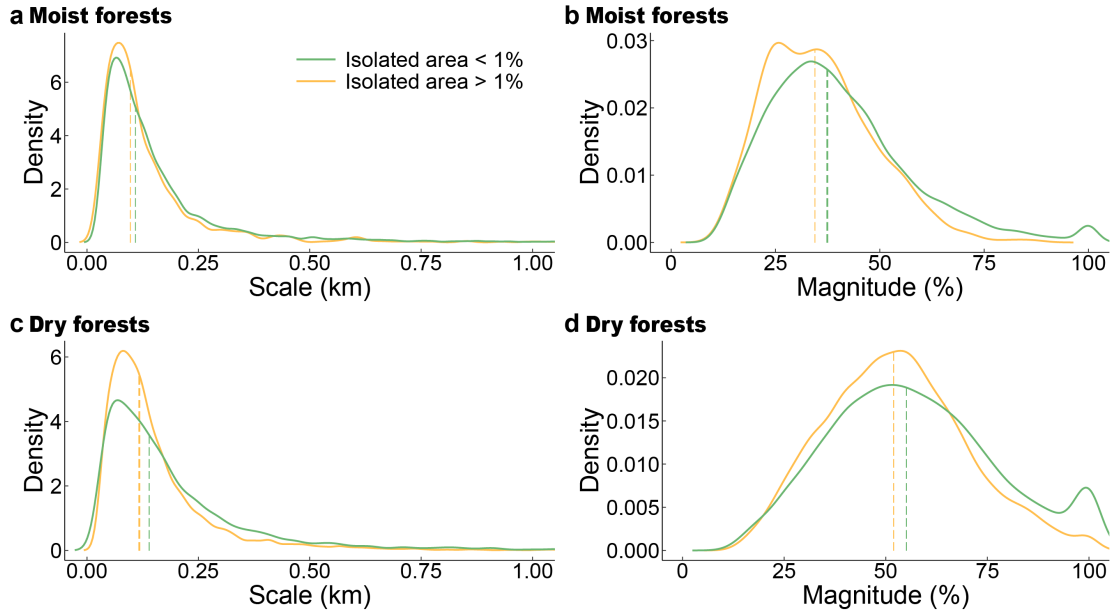 a Moist forests
6
4
2
0
Density
0.00 0.25 0.50 0.75 1.00
Scale (km)
Isolated area < 1%
Isolated area > 1%
b Moist forests
0.03
0.02
0.01
0.00
Density
0 25 50 75 100
Magnitude (%)
c Dry forests
6
4
2
0
Density
0.00 0.25 0.50 0.75 1.00
Scale (km)
d Dry forests
0.020
0.015
0.010
0.005
0.000
Density
0 25 50 75 100
Magnitude (%)